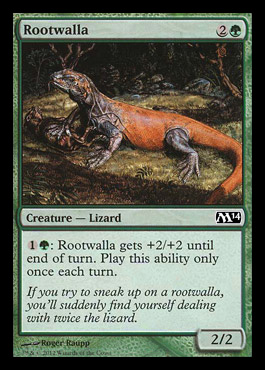 Rootwalla 2
Creature — Lizard M14
1 : Rootwalla gets +2/+2 until
end of turn. Play this ability only
once each turn.
If you try to sneak up on a rootwalla,
you'll suddenly find yourself dealing
with twice the lizard.
Roger Raupp
2/2